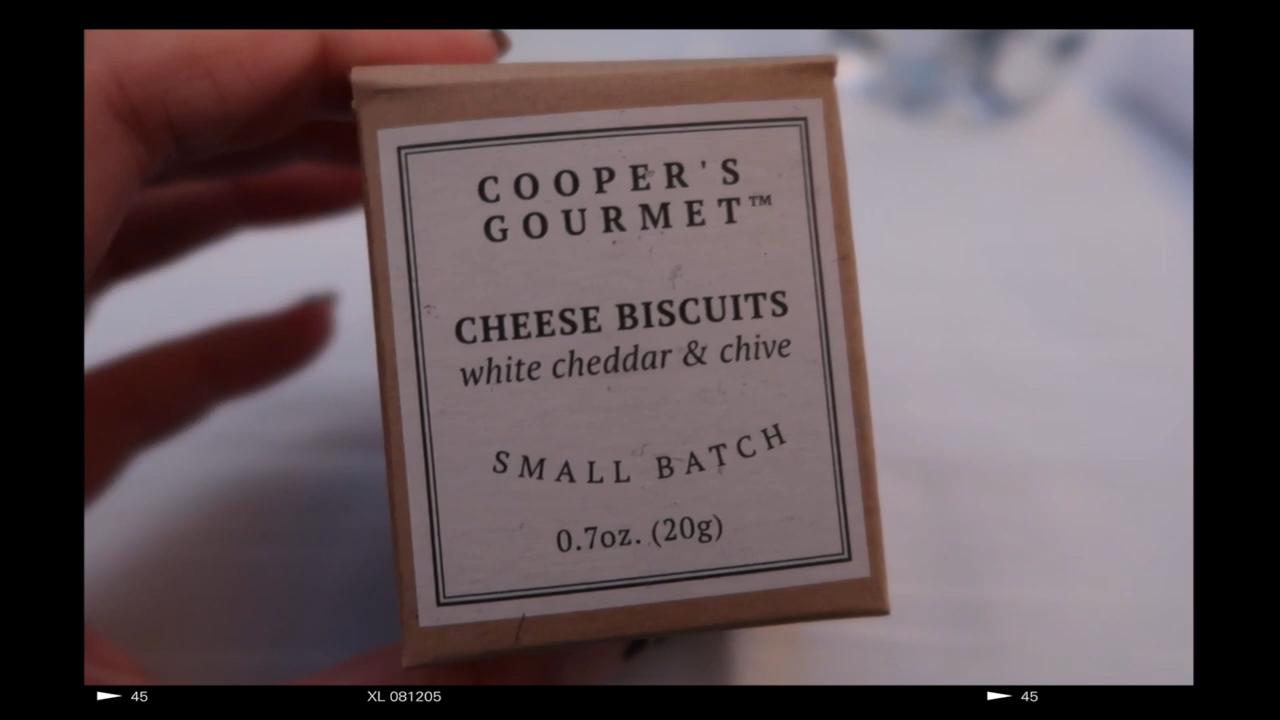 COOPER'S
GOURMET™
CHEESE BISCUITS
white cheddar & chive
SMALL BATCH
0.7oz. (20g)
45
XL 081205
45